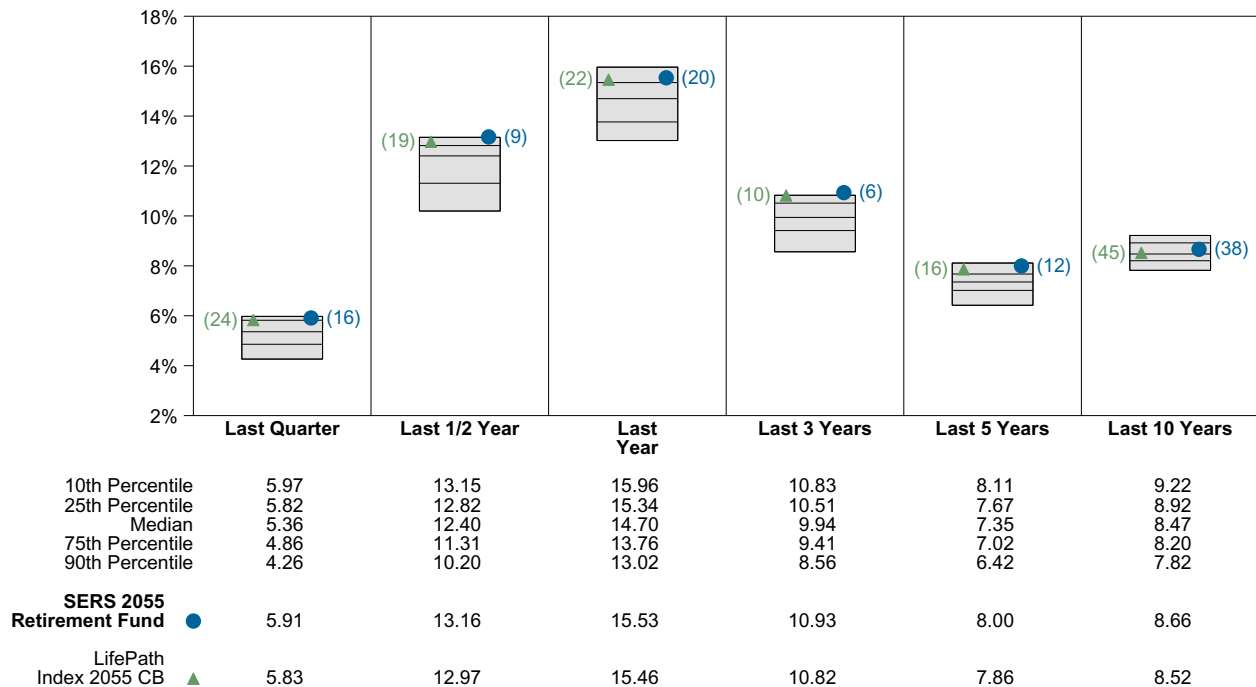 18%
16%
14%
12%
10%
8%
6%
4%
2%
(24) (16)
(19) (9)
(22) (20)
(10) (6)
(16) (12)
(45) (38)
Last Quarter Last 1/2 Year Last Year Last 3 Years Last 5 Years Last 10 Years
10th Percentile 5.97 13.15 15.96 10.83 8.11 9.22
25th Percentile 5.82 12.82 15.34 10.51 7.67 8.92
Median 5.36 12.40 14.70 9.94 7.35 8.47
75th Percentile 4.86 11.31 13.76 9.41 7.02 8.20
90th Percentile 4.26 10.20 13.02 8.56 6.42 7.82
SERS 2055
Retirement Fund 5.91 13.16 15.53 10.93 8.00 8.66
LifePath
Index 2055 CB 5.83 12.97 15.46 10.82 7.86 8.52